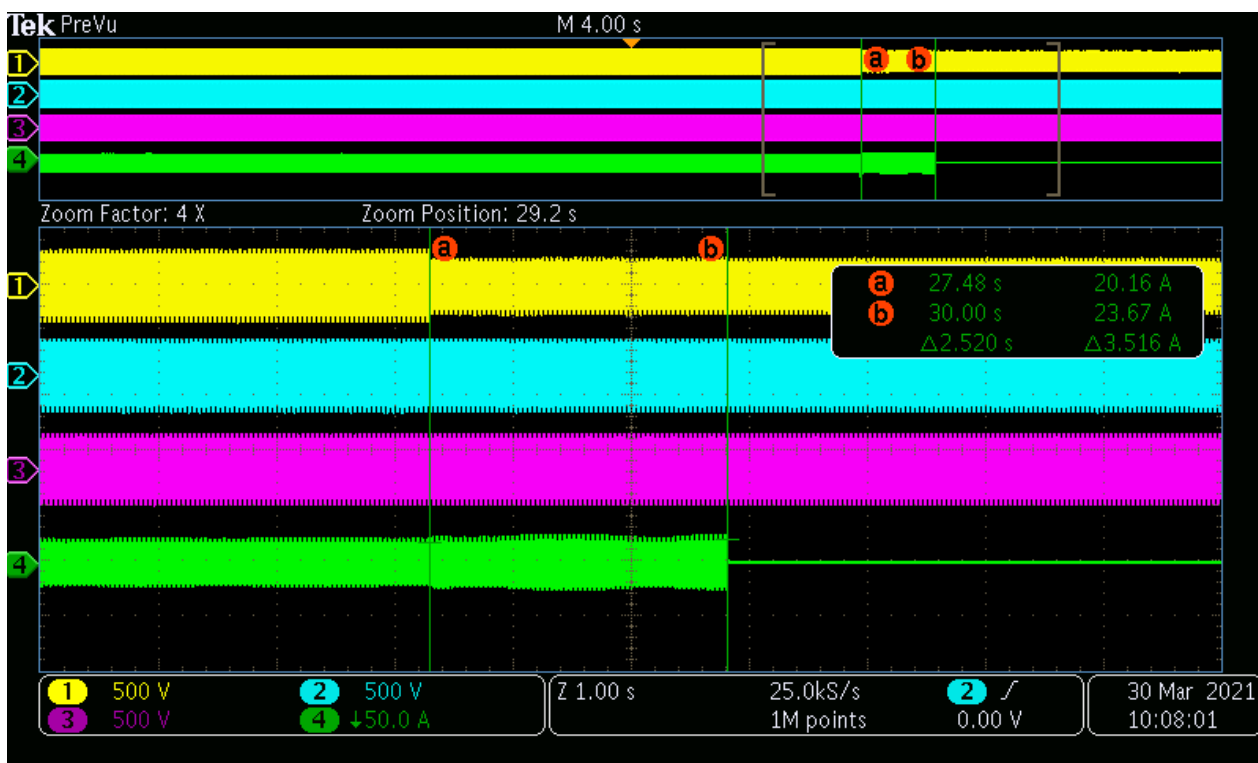 Tek PreVu M 4.00 s
1
a b
2
3
4
Zoom Factor: 4 X Zoom Position: 29.2 s
a b
1
a 27.48 s 20.16 A
b 30.00 s 23.67 A
△2.520 s △3.516 A
2
3
4
1 500 V 2 500 V Z 1.00 s 25.0kS/s 2 30 Mar 2021
3 500 V 4 ↓50.0 A 1M points 0.00 V 10:08:01